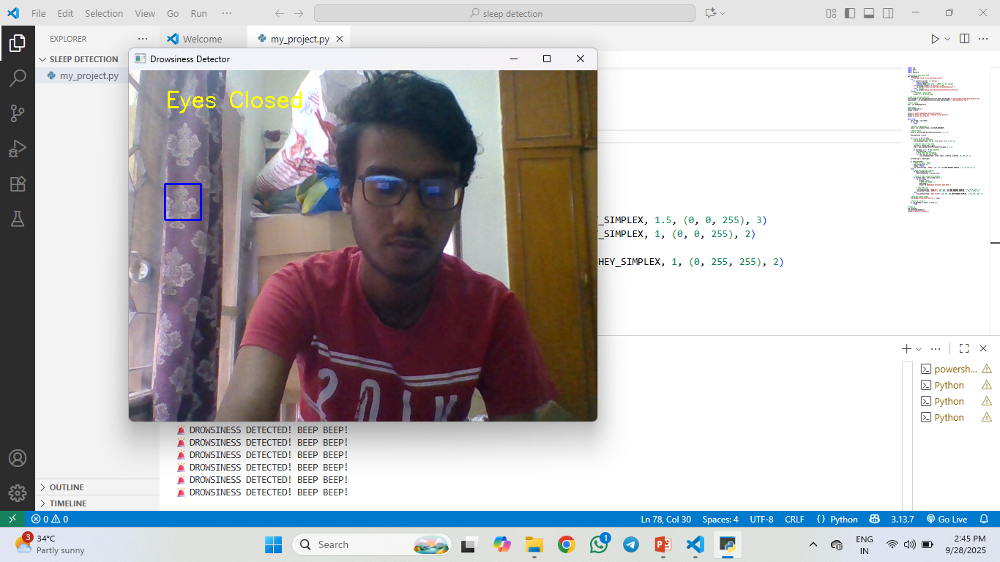 File Edit Selection View Go Run ···
sleep detection
EXPLORER ···
Welcome
my_project.py
SLEEP DETECTION
my_project.py
Drowsiness Detector
Eyes Closed
Y_SIMPLEX, 1.5, (0, 0, 255), 3)
Y_SIMPLEX, 1, (0, 0, 255), 2)
HEY_SIMPLEX, 1, (0, 255, 255), 2)
powersh...
Python
Python
Python
DROWSINESS DETECTED! BEEP BEEP!
DROWSINESS DETECTED! BEEP BEEP!
DROWSINESS DETECTED! BEEP BEEP!
DROWSINESS DETECTED! BEEP BEEP!
DROWSINESS DETECTED! BEEP BEEP!
DROWSINESS DETECTED! BEEP BEEP!
OUTLINE
TIMELINE
0 0
Ln 78, Col 30 Spaces: 4 UTF-8 CRLF {} Python 3.13.7 Go Live
3
34°C
Partly sunny
Search
1
ENG
IN
2:45 PM
9/28/2025